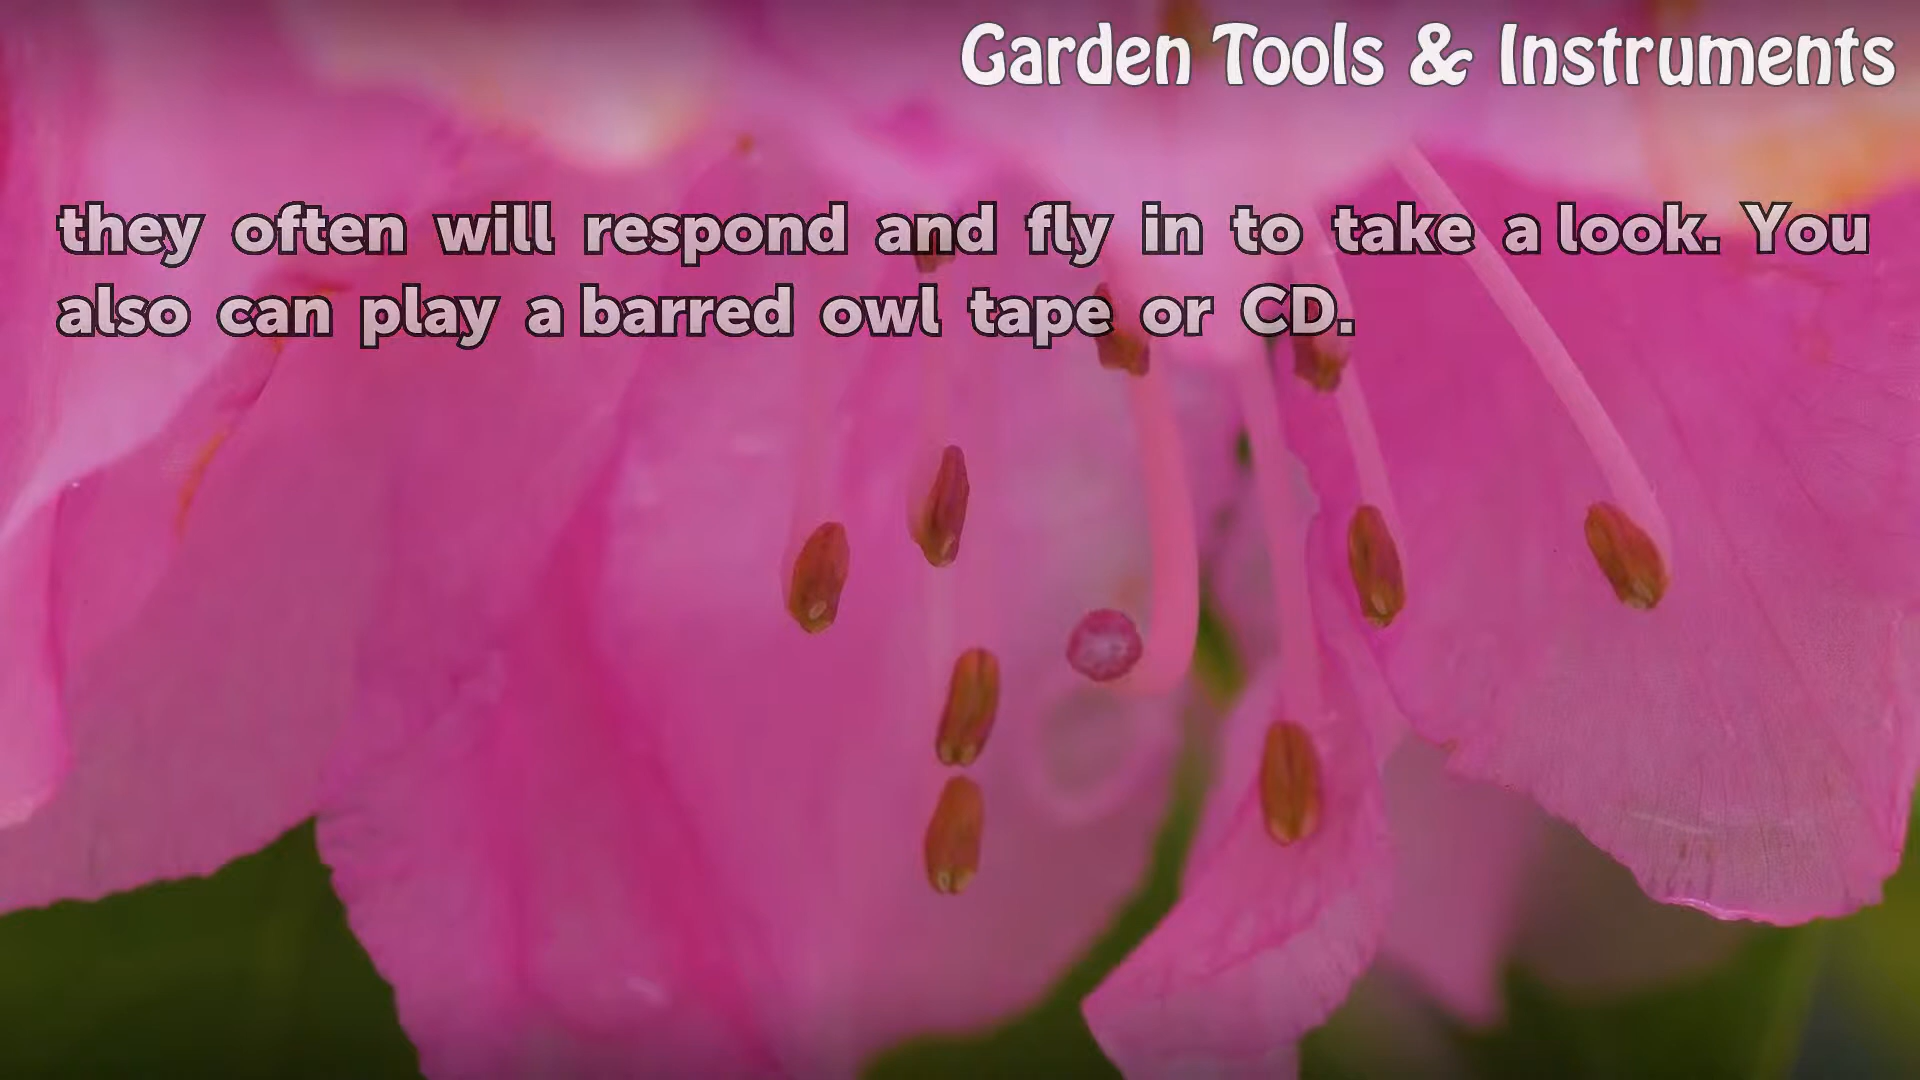 Garden Tools & Instruments
they often will respond and fly in to take a look. You
also can play a barred owl tape or CD.